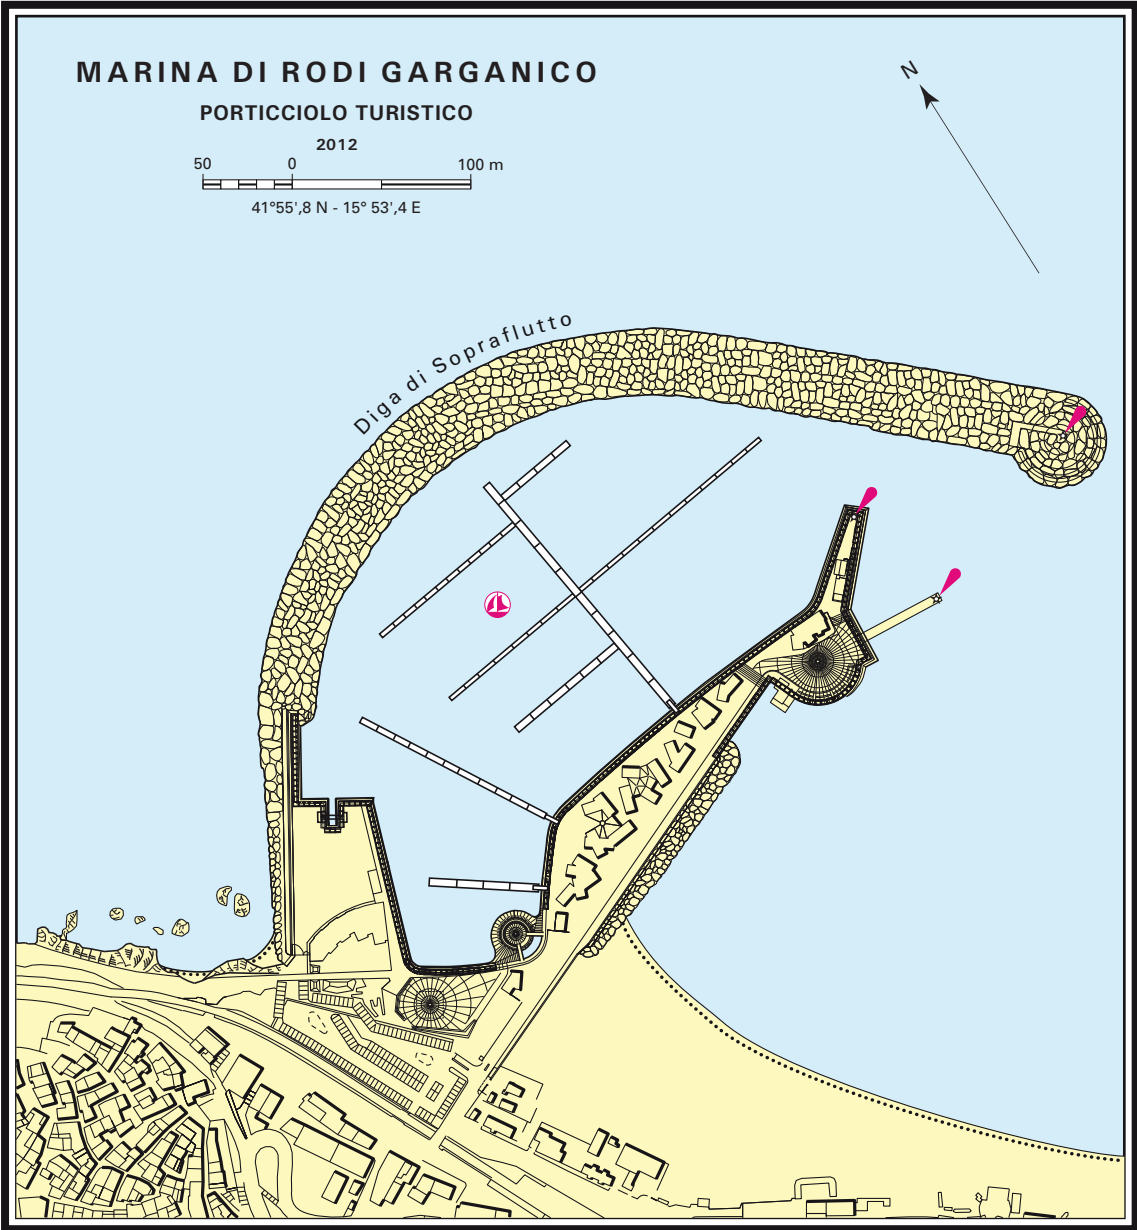 MARINA DI RODI GARGANICO
PORTICCIOLO TURISTICO
2012
50 0 100 m
41°55',8 N - 15° 53',4 E
N
Diga di Sopraflutto